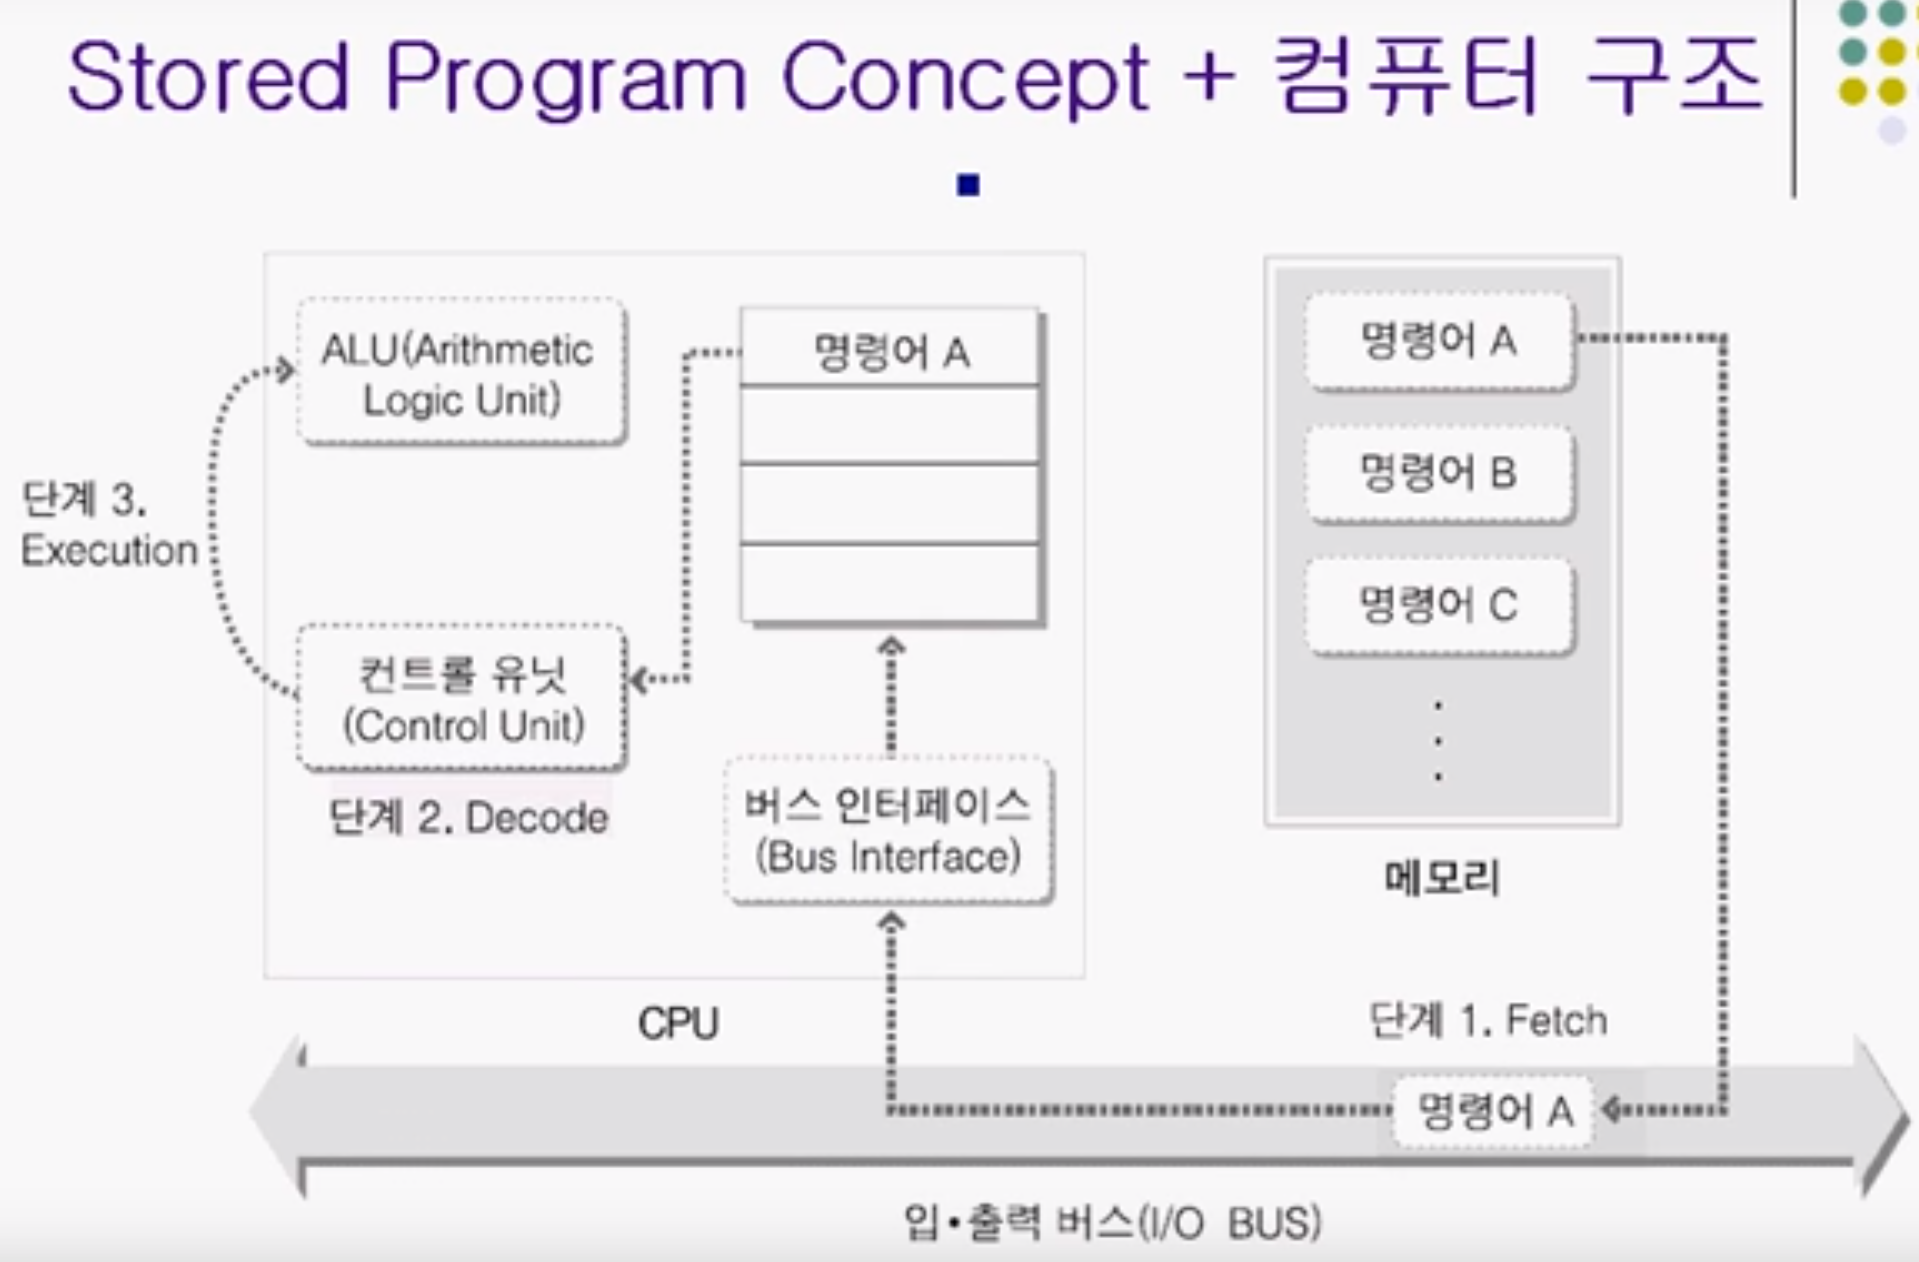 Stored Program Concept + 컴퓨터 구조
ALU(Arithmetic
Logic Unit)
명령어 A
명령어 A
명령어 B
명령어 C
단계 3.
Execution
컨트롤 유닛
(Control Unit)
단계 2. Decode
버스 인터페이스
(Bus Interface)
메모리
CPU
단계 1. Fetch
명령어 A
입•출력 버스(I/O BUS)